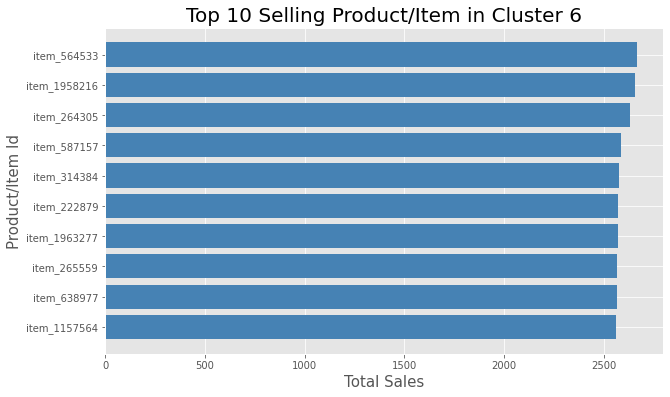 Top 10 Selling Product/Item in Cluster 6
item_564533
item_1958216
item_264305
item_587157
item_314384
item_222879
item_1963277
item_265559
item_638977
item_1157564
Product/Item Id
0 500 1000 1500 2000 2500
Total Sales